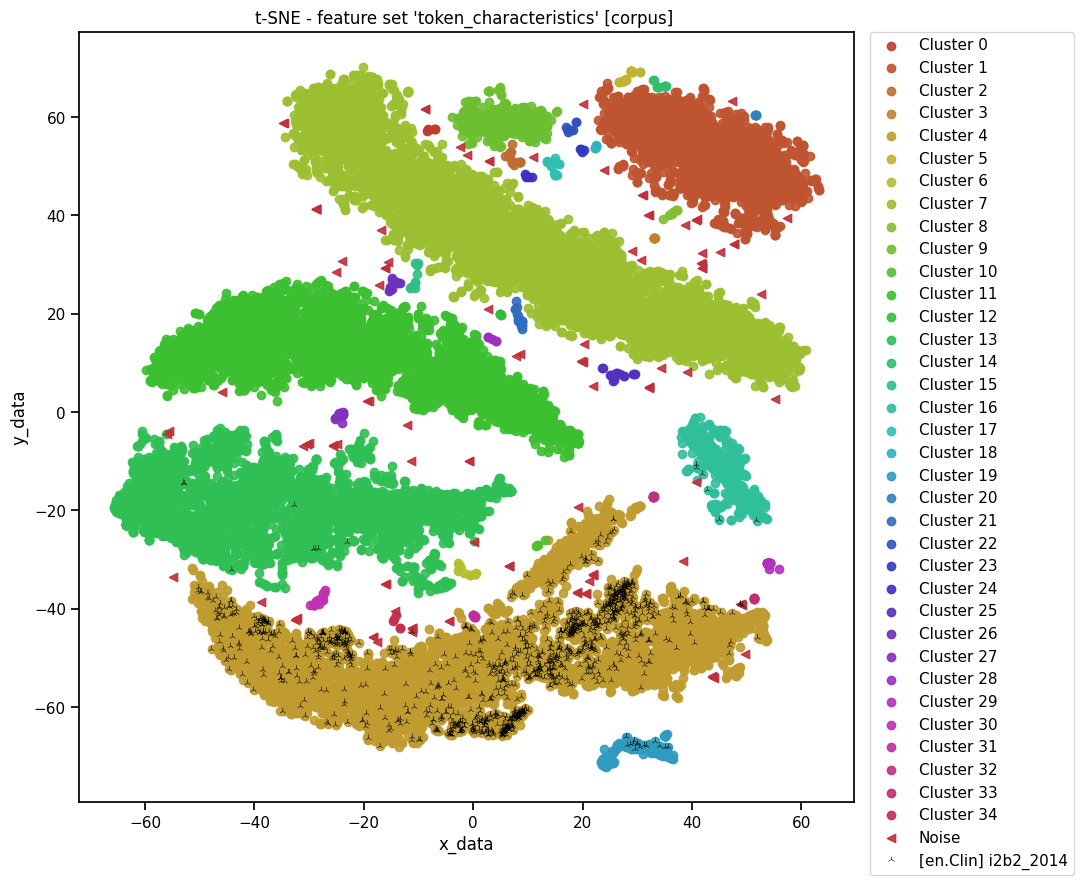 t-SNE - feature set 'token_characteristics' [corpus]
60
40
20
0
−20
−40
−60
y_data
−60
−40
−20
0
20
40
60
x_data
Cluster 0
Cluster 1
Cluster 2
Cluster 3
Cluster 4
Cluster 5
Cluster 6
Cluster 7
Cluster 8
Cluster 9
Cluster 10
Cluster 11
Cluster 12
Cluster 13
Cluster 14
Cluster 15
Cluster 16
Cluster 17
Cluster 18
Cluster 19
Cluster 20
Cluster 21
Cluster 22
Cluster 23
Cluster 24
Cluster 25
Cluster 26
Cluster 27
Cluster 28
Cluster 29
Cluster 30
Cluster 31
Cluster 32
Cluster 33
Cluster 34
Noise
[en.Clin] i2b2_2014